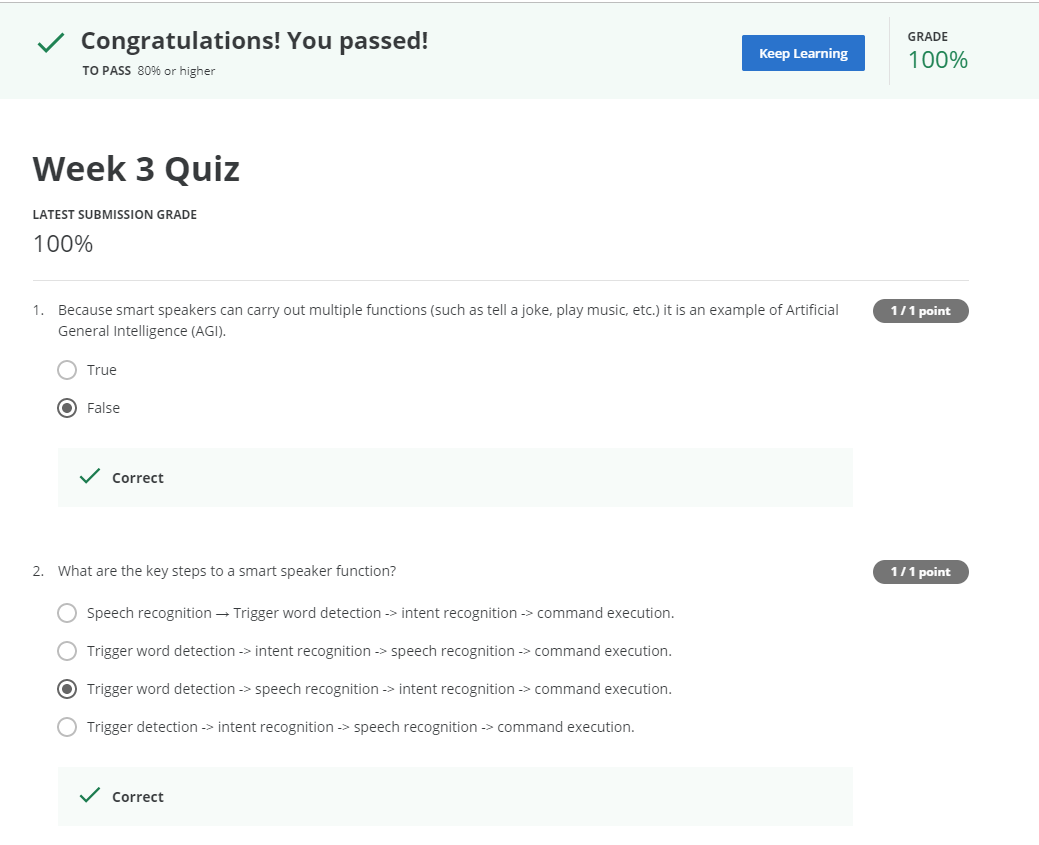 Congratulations! You passed!
TO PASS 80% or higher
Keep Learning
GRADE
100%
Week 3 Quiz
LATEST SUBMISSION GRADE
100%
1. Because smart speakers can carry out multiple functions (such as tell a joke, play music, etc.) it is an example of Artificial
General Intelligence (AGI).
1 / 1 point
True
False
Correct
2. What are the key steps to a smart speaker function?
1 / 1 point
Speech recognition → Trigger word detection -> intent recognition -> command execution.
Trigger word detection -> intent recognition -> speech recognition -> command execution.
Trigger word detection -> speech recognition -> intent recognition -> command execution.
Trigger detection -> intent recognition -> speech recognition -> command execution.
Correct